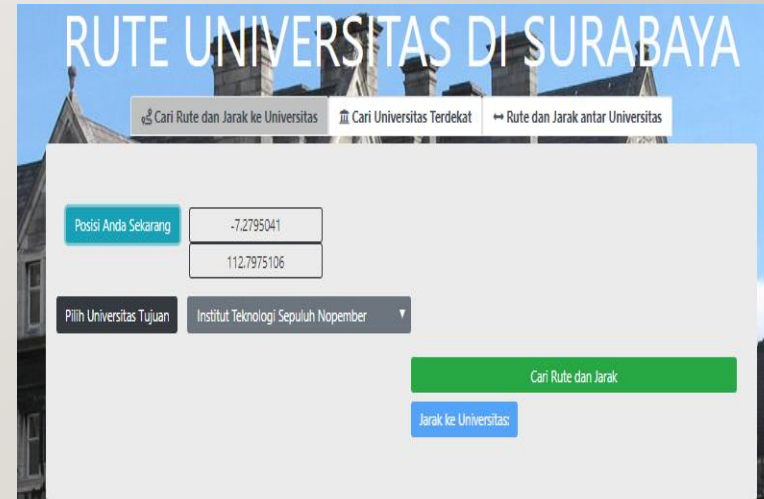 RUTE UNIVERSITAS DI SURABAYA
Cari Rute dan Jarak ke Universitas
Cari Universitas Terdekat
Rute dan Jarak antar Universitas
Posisi Anda Sekarang
-7.2795041
112.7975106
Pilih Universitas Tujuan
Institut Teknologi Sepuluh Nopember
Cari Rute dan Jarak
Jarak ke Universitas: